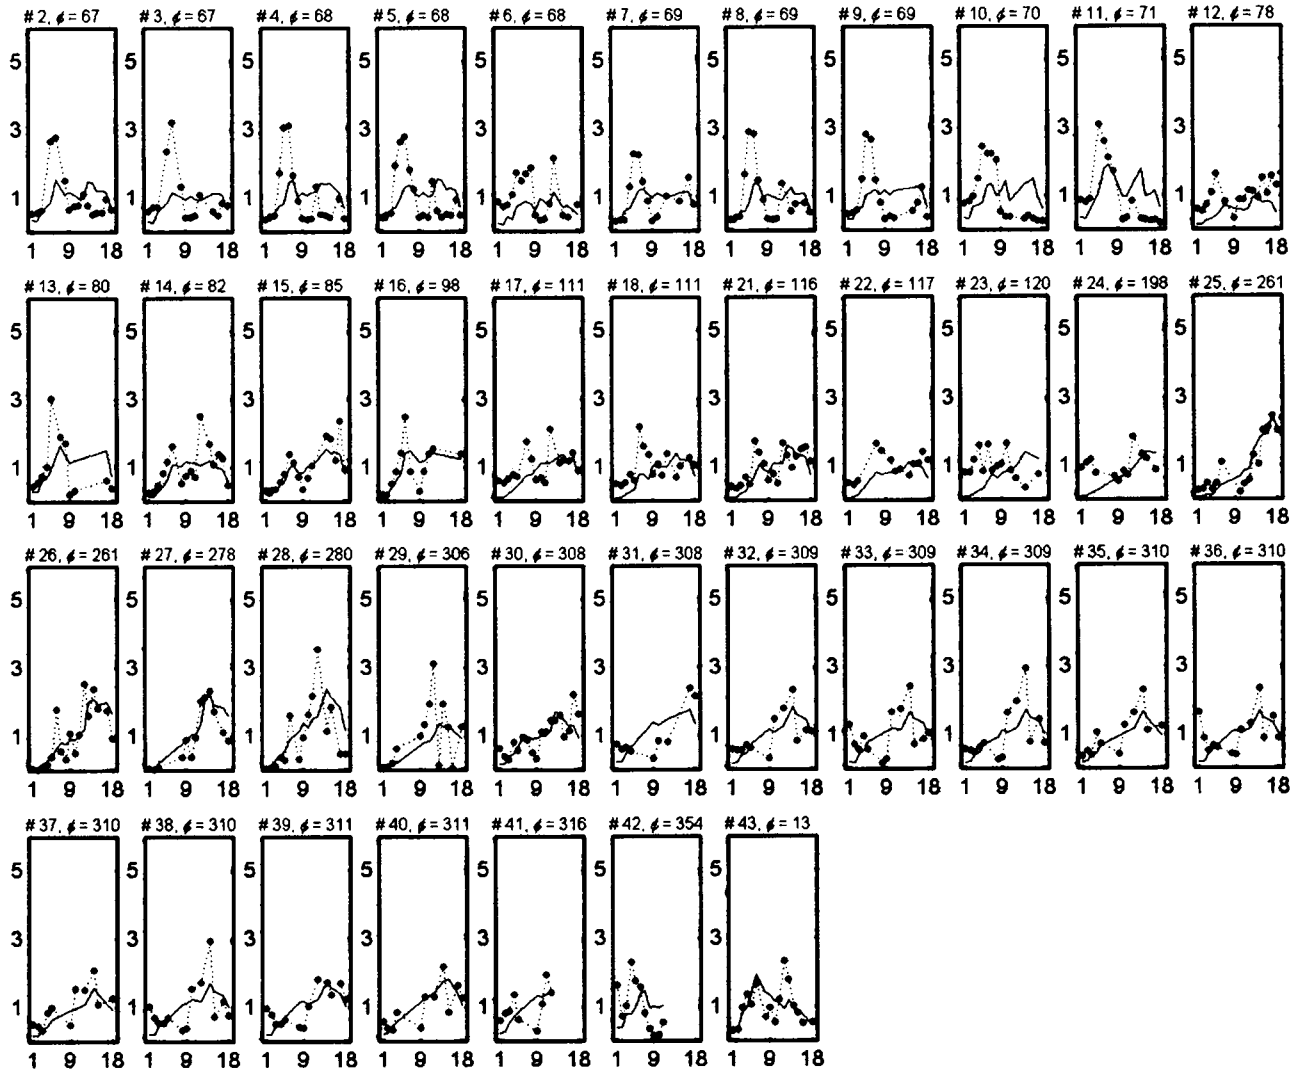 #2, ¢=67 #3, ¢=67 #4, ¢=68 #5, ¢=68 #6, ¢=68 #7, ¢=69 #8, ¢=69 #9, ¢=69 #10, ¢=70 #11, ¢=71 #12, ¢=78
5 5 5 5 5 5 5 5 5 5 5
3 3 3 3 3 3 3 3 3 3 3
1 1 1 1 1 1 1 1 1 1 1
1 9 18 1 9 18 1 9 18 1 9 18 1 9 18 1 9 18 1 9 18 1 9 18 1 9 18 1 9 18 1 9 18
#13, ¢=80 #14, ¢=82 #15, ¢=85 #16, ¢=98 #17, ¢=111 #18, ¢=111 #21, ¢=116 #22, ¢=117 #23, ¢=120 #24, ¢=198 #25, ¢=261
5 5 5 5 5 5 5 5 5 5 5
3 3 3 3 3 3 3 3 3 3 3
1 1 1 1 1 1 1 1 1 1 1
1 9 18 1 9 18 1 9 18 1 9 18 1 9 18 1 9 18 1 9 18 1 9 18 1 9 18 1 9 18 1 9 18
#26, ¢=261 #27, ¢=278 #28, ¢=280 #29, ¢=306 #30, ¢=308 #31, ¢=308 #32, ¢=309 #33, ¢=309 #34, ¢=309 #35, ¢=310 #36, ¢=310
5 5 5 5 5 5 5 5 5 5 5
3 3 3 3 3 3 3 3 3 3 3
1 1 1 1 1 1 1 1 1 1 1
1 9 18 1 9 18 1 9 18 1 9 18 1 9 18 1 9 18 1 9 18 1 9 18 1 9 18 1 9 18 1 9 18
#37, ¢=310 #38, ¢=310 #39, ¢=311 #40, ¢=311 #41, ¢=316 #42, ¢=354 #43, ¢=13
5 5 5 5 5 5 5
3 3 3 3 3 3 3
1 1 1 1 1 1 1
1 9 18 1 9 18 1 9 18 1 9 18 1 9 18 1 9 18 1 9 18